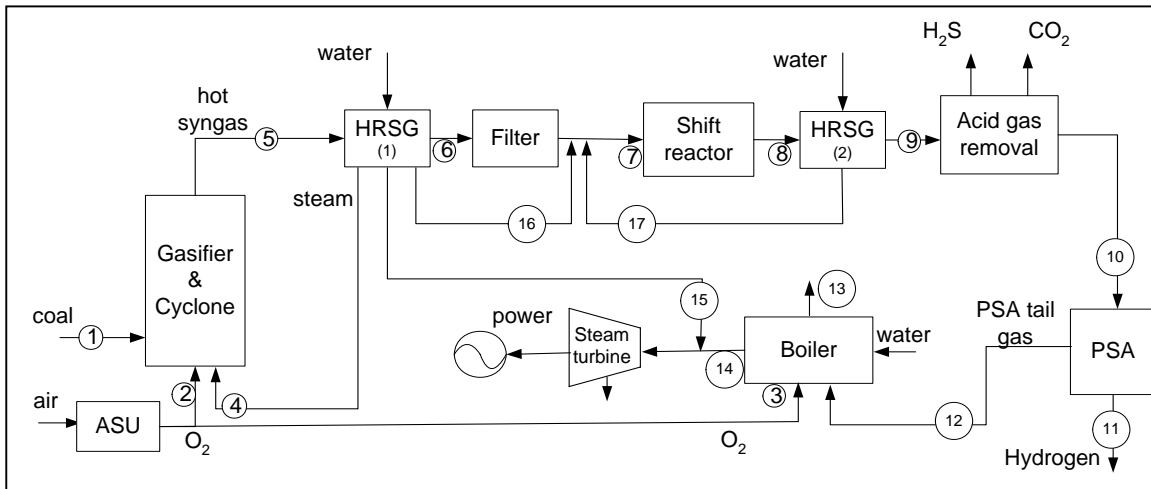 H2S
CO2
water
water
hot
syngas
5
HRSG
(1)
6
Filter
7
Shift
reactor
8
HRSG
(2)
9
Acid gas
removal
steam
16
17
Gasifier
&
Cyclone
10
15
13
coal
1
power
Steam
turbine
14
Boiler
water
PSA tail
gas
PSA
2
4
3
air
ASU
O2
O2
12
11
Hydrogen